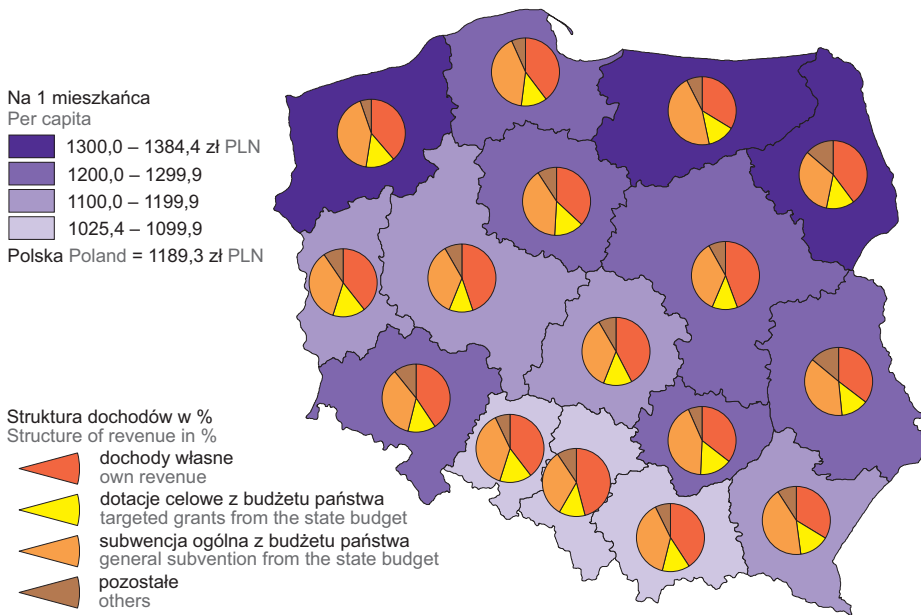 Na 1 mieszkańca
Per capita
1300,0 – 1384,4 zł PLN
1200,0 – 1299,9
1100,0 – 1199,9
1025,4 – 1099,9
Polska Poland = 1189,3 zł PLN
Struktura dochodów w %
Structure of revenue in %
dochody własne
own revenue
dotacje celowe z budżetu państwa
targeted grants from the state budget
subwencja ogólna z budżetu państwa
general subvention from the state budget
pozostałe
others